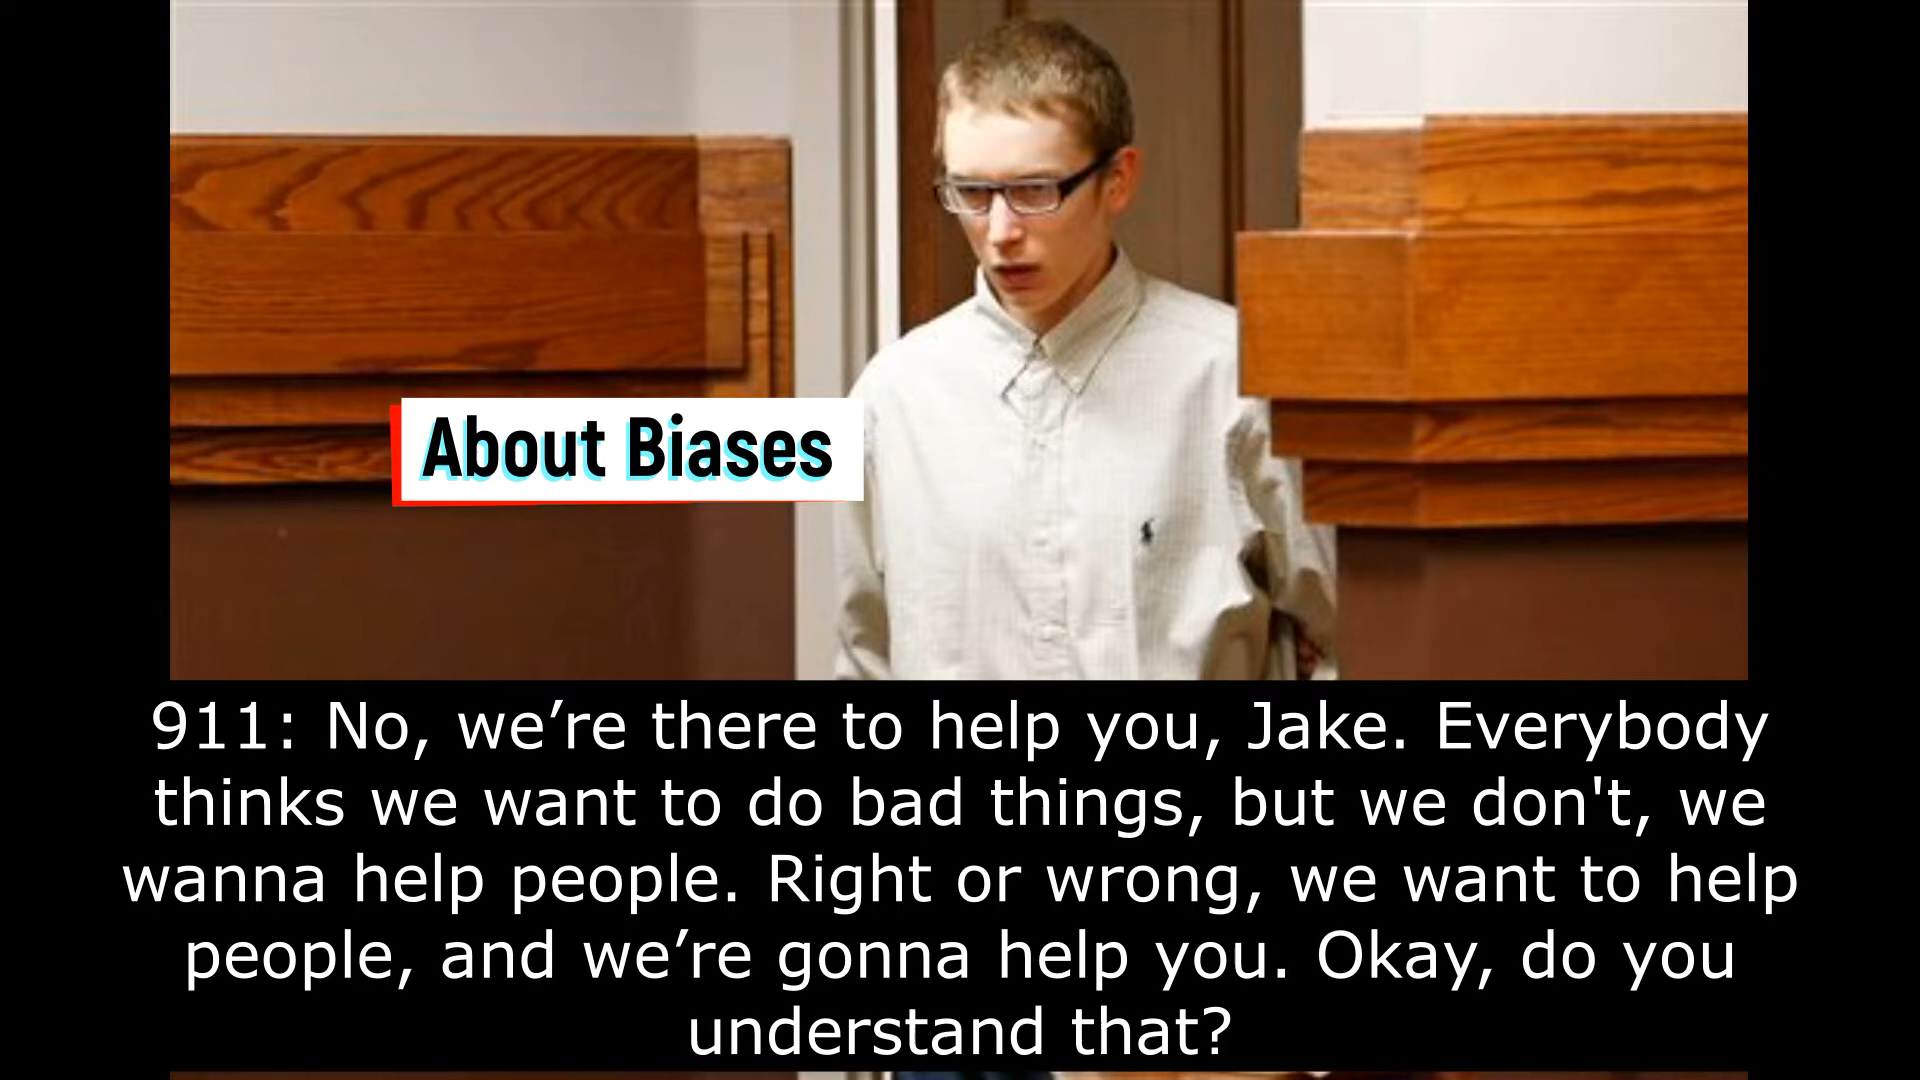 About Biases
911: No, we’re there to help you, Jake. Everybody
thinks we want to do bad things, but we don't, we
wanna help people. Right or wrong, we want to help
people, and we’re gonna help you. Okay, do you
understand that?